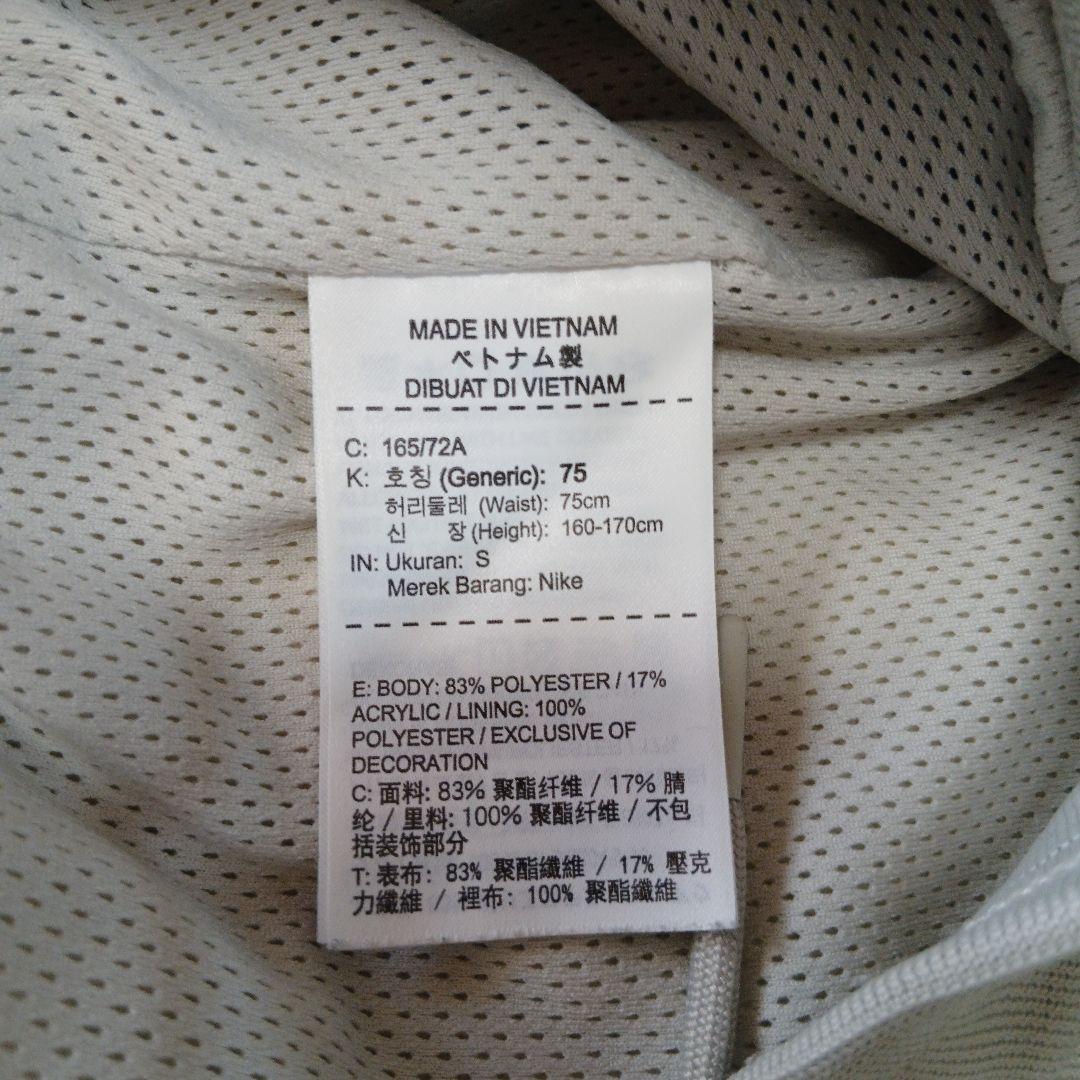 MADE IN VIETNAM
ベトナム製
DIBUAT DI VIETNAM
C: 165/72A
K: 호칭 (Generic): 75
허리둘레 (Waist): 75cm
신 장 (Height): 160-170cm
IN: Ukuran: S
Merek Barang: Nike
E: BODY: 83% POLYESTER / 17%
ACRYLIC / LINING: 100%
POLYESTER / EXCLUSIVE OF
DECORATION
C: 面料: 83% 聚酯纤维 / 17% 腈
纶 / 里料: 100% 聚酯纤维 / 不包
括装饰部分
T: 表布: 83% 聚酯纖維 / 17% 壓克
力纖維 / 裡布: 100% 聚酯纖維